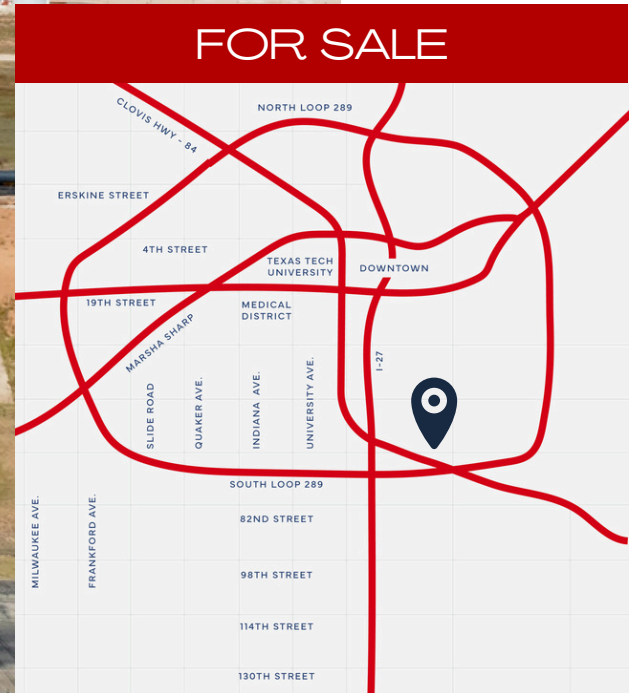 FOR SALE
NORTH LOOP 289
CLOVIS HWY - 84
ERSKINE STREET
4TH STREET
TEXAS TECH
UNIVERSITY
DOWNTOWN
19TH STREET
MEDICAL
DISTRICT
MARSHA SHARP
I-27
SLIDE ROAD
QUAKER AVE.
INDIANA AVE.
UNIVERSITY AVE.
SOUTH LOOP 289
MILWAUKEE AVE.
FRANKFORD AVE.
82ND STREET
98TH STREET
114TH STREET
130TH STREET